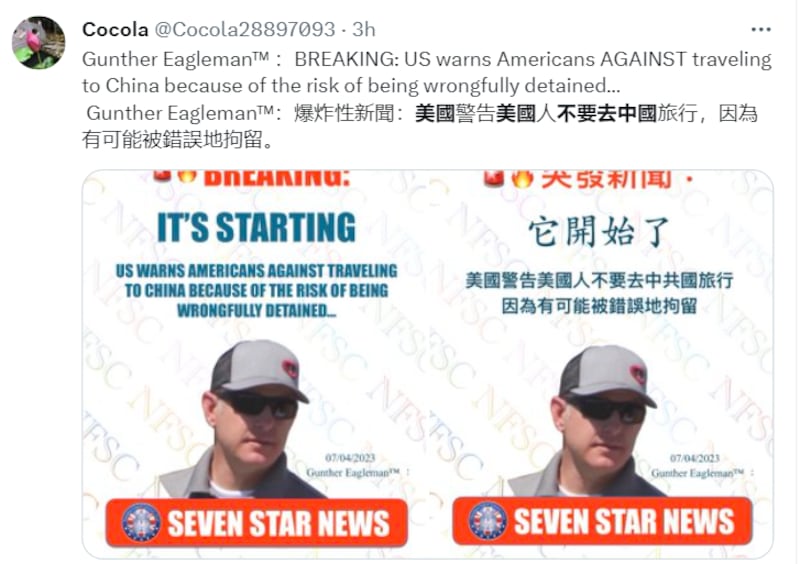 Cocola @Cocola28897093 · 3h
Gunther Eagleman™ : BREAKING: US warns Americans AGAINST traveling
to China because of the risk of being wrongfully detained...
Gunther Eagleman™：爆炸性新聞：美國警告美國人不要去中國旅行，因為
有可能被錯誤地拘留。
BREAKING:
IT'S STARTING
US WARNS AMERICANS AGAINST TRAVELING
TO CHINA BECAUSE OF THE RISK OF BEING
WRONGFULLY DETAINED...
07/04/2023
Gunther Eagleman™ :
SEVEN STAR NEWS
突發新聞：
它開始了
美國警告美國人不要去中共國旅行
因為有可能被錯誤地拘留
07/04/2023
Gunther Eagleman™ :
SEVEN STAR NEWS
NFSC